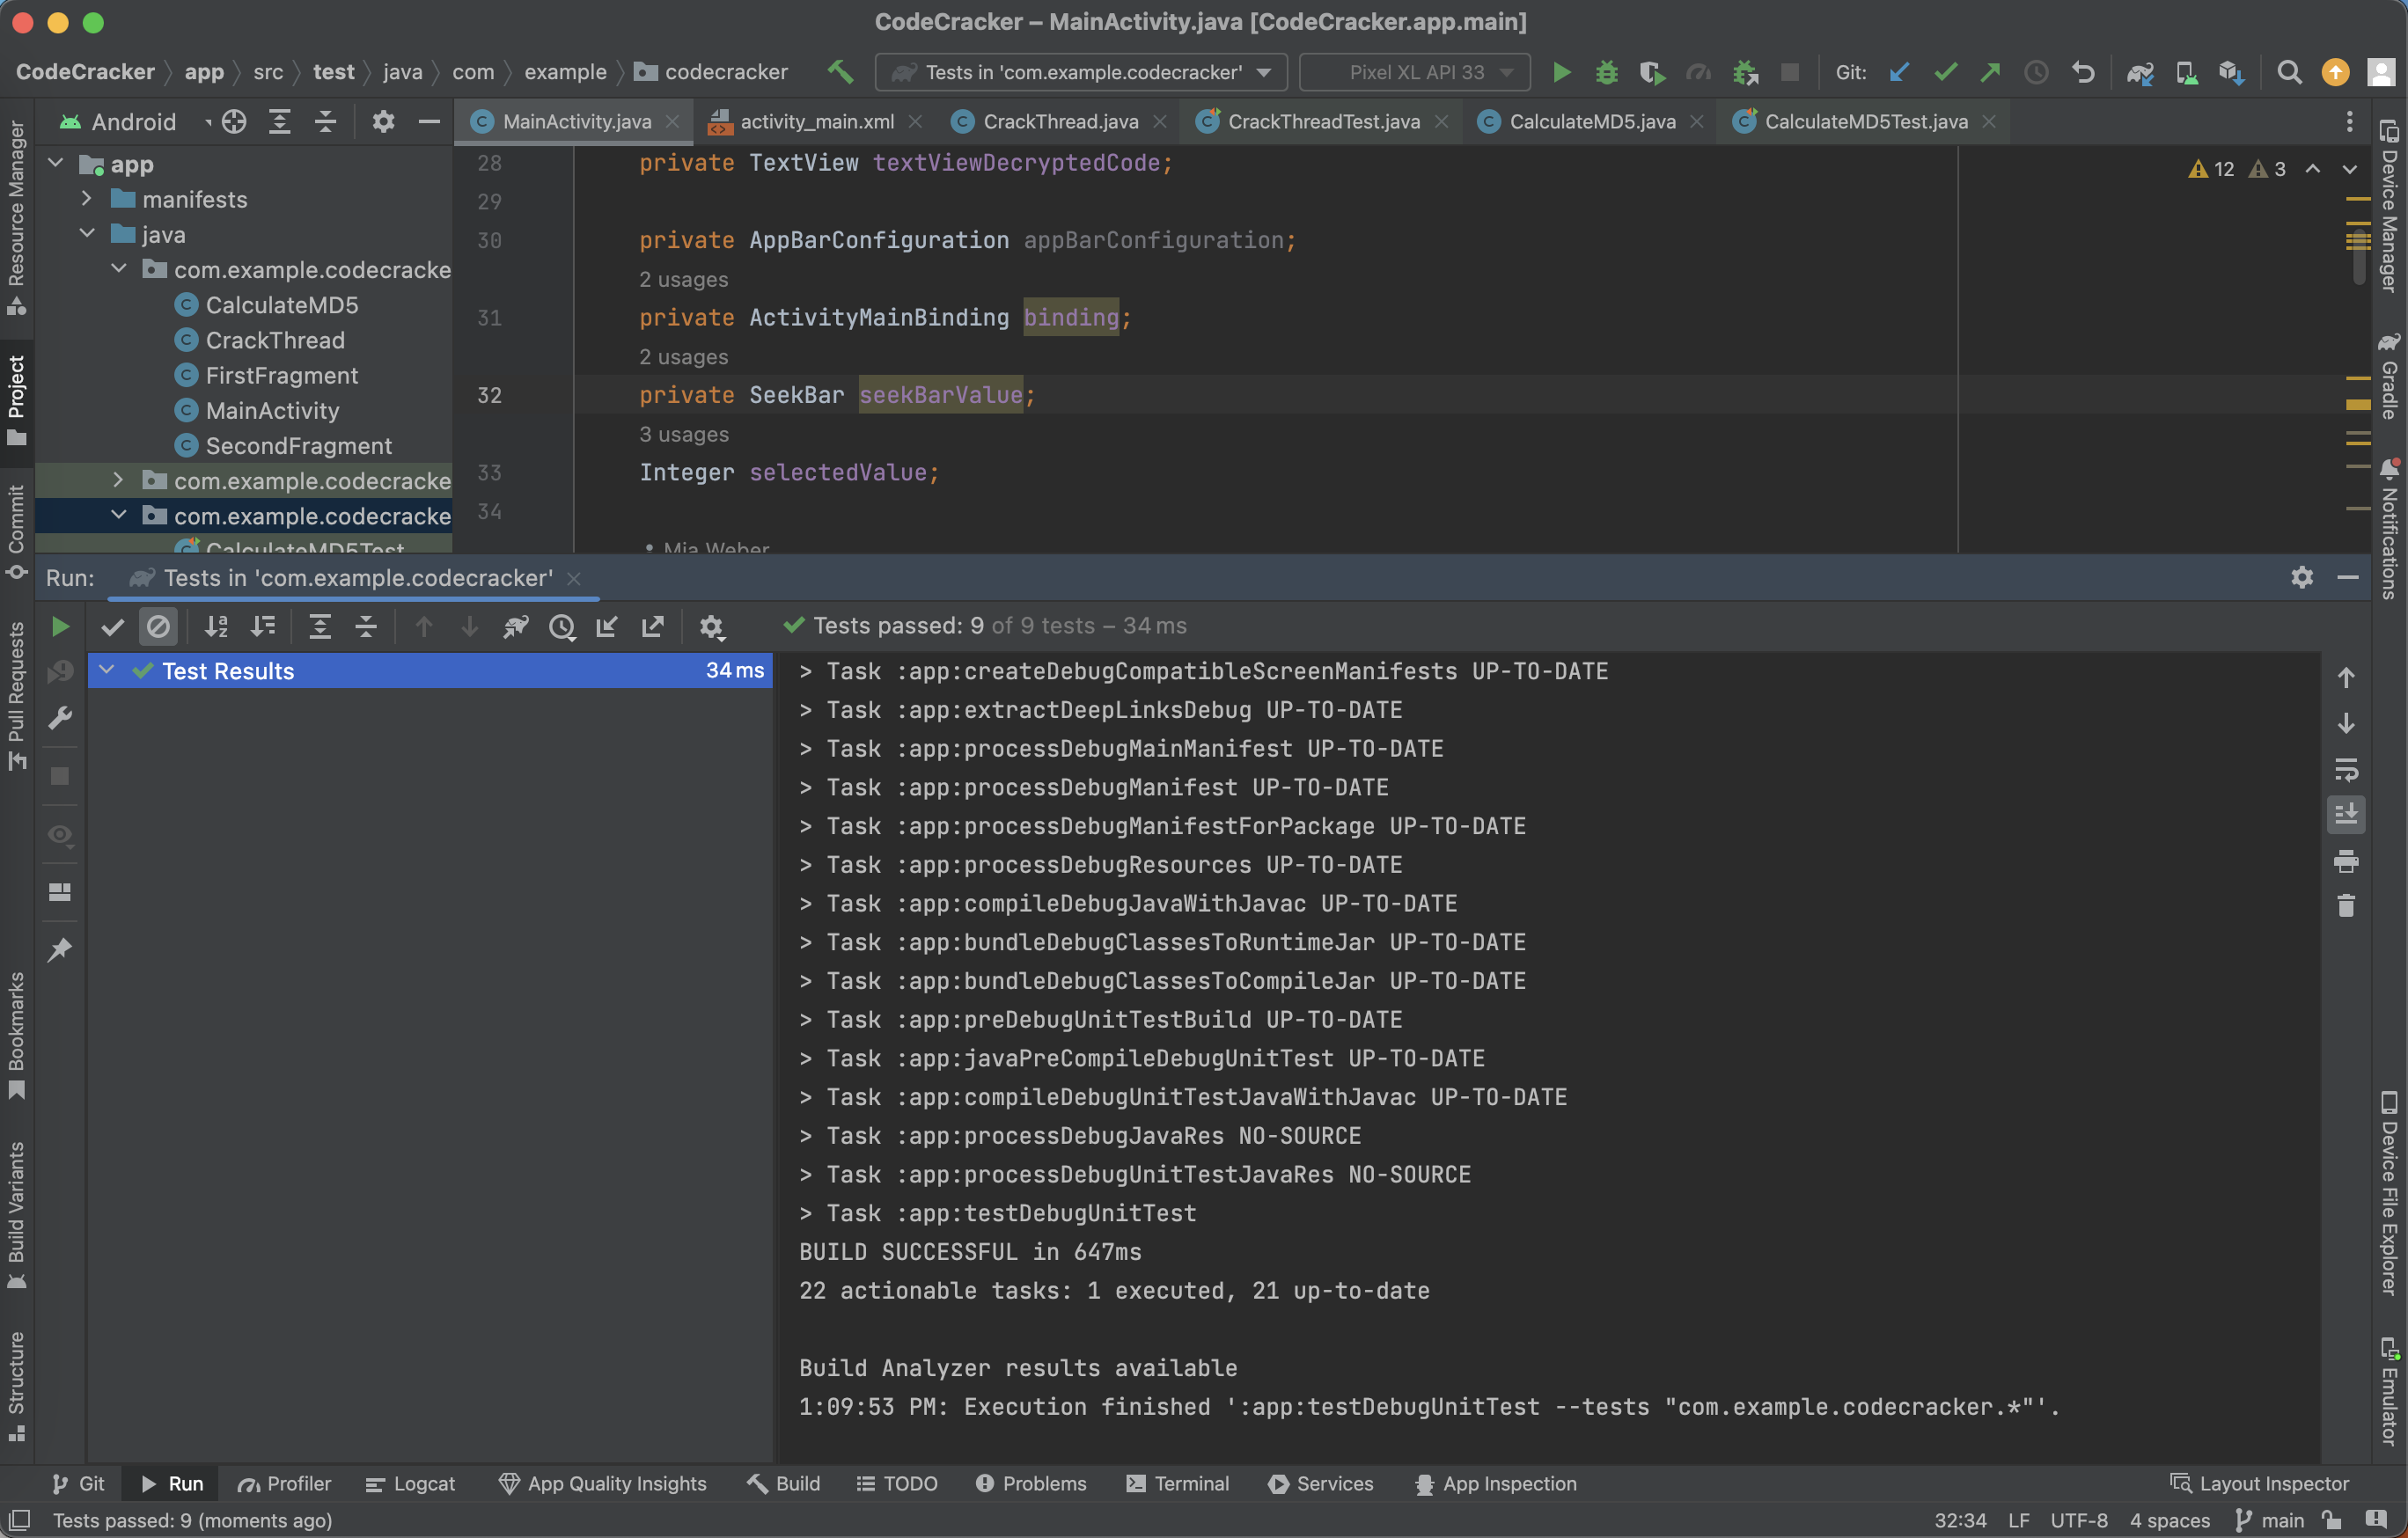 CodeCracker – MainActivity.java [CodeCracker.app.main]
CodeCracker app src test java com example codecracker Tests in 'com.example.codecracker' Pixel XL API 33 Git:
Android MainActivity.java activity_main.xml CrackThread.java CrackThreadTest.java CalculateMD5.java CalculateMD5Test.java
Resource Manager
Project
Commit
Pull Requests
Bookmarks
Build Variants
Structure
app
manifests
java
com.example.codecracke
CalculateMD5
CrackThread
FirstFragment
MainActivity
SecondFragment
com.example.codecracke
com.example.codecracke
CalculateMD5Test
12 3
28 private TextView textViewDecryptedCode;
29
30 private AppBarConfiguration appBarConfiguration;
2 usages
31 private ActivityMainBinding binding;
2 usages
32 private SeekBar seekBarValue;
3 usages
33 Integer selectedValue;
34
Mia Weber
Device Manager
Gradle
Notifications
Device File Explorer
Emulator
Run: Tests in 'com.example.codecracker'
Tests passed: 9 of 9 tests – 34 ms
Test Results 34 ms
> Task :app:createDebugCompatibleScreenManifests UP-TO-DATE
> Task :app:extractDeepLinksDebug UP-TO-DATE
> Task :app:processDebugMainManifest UP-TO-DATE
> Task :app:processDebugManifest UP-TO-DATE
> Task :app:processDebugManifestForPackage UP-TO-DATE
> Task :app:processDebugResources UP-TO-DATE
> Task :app:compileDebugJavaWithJavac UP-TO-DATE
> Task :app:bundleDebugClassesToRuntimeJar UP-TO-DATE
> Task :app:bundleDebugClassesToCompileJar UP-TO-DATE
> Task :app:preDebugUnitTestBuild UP-TO-DATE
> Task :app:javaPreCompileDebugUnitTest UP-TO-DATE
> Task :app:compileDebugUnitTestJavaWithJavac UP-TO-DATE
> Task :app:processDebugJavaRes NO-SOURCE
> Task :app:processDebugUnitTestJavaRes NO-SOURCE
> Task :app:testDebugUnitTest
BUILD SUCCESSFUL in 647ms
22 actionable tasks: 1 executed, 21 up-to-date
Build Analyzer results available
1:09:53 PM: Execution finished ':app:testDebugUnitTest --tests "com.example.codecracker.*"'.
Git Run Profiler Logcat App Quality Insights Build TODO Problems Terminal Services App Inspection Layout Inspector
Tests passed: 9 (moments ago) 32:34 LF UTF-8 4 spaces main